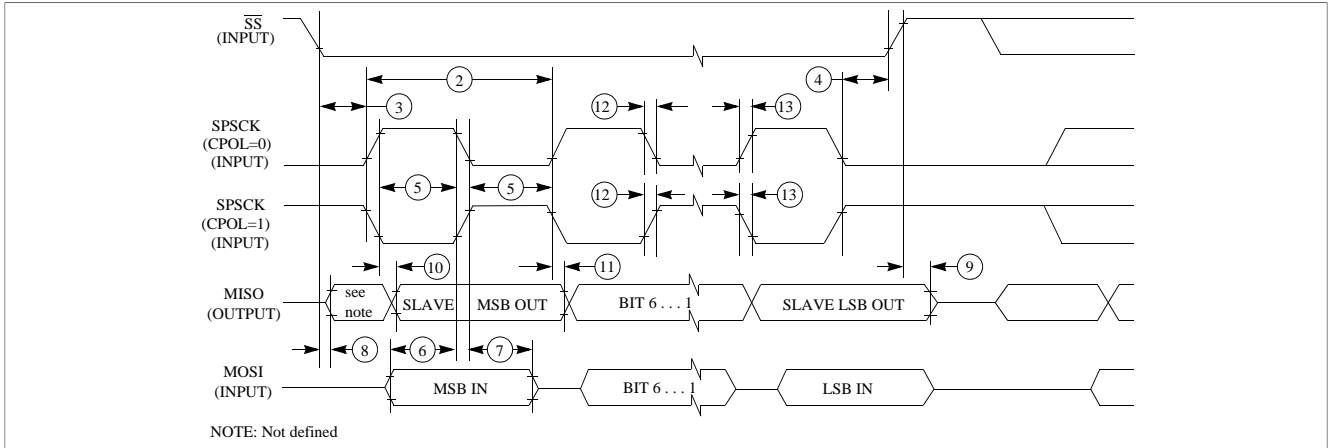 SS
(INPUT)
2
4
3
12
13
SPSCK
(CPOL=0)
(INPUT)
5
5
12
13
SPSCK
(CPOL=1)
(INPUT)
10
11
9
MISO
(OUTPUT)
see
note
SLAVE
MSB OUT
BIT 6 . . . 1
SLAVE LSB OUT
8
6
7
MOSI
(INPUT)
MSB IN
BIT 6 . . . 1
LSB IN
NOTE: Not defined